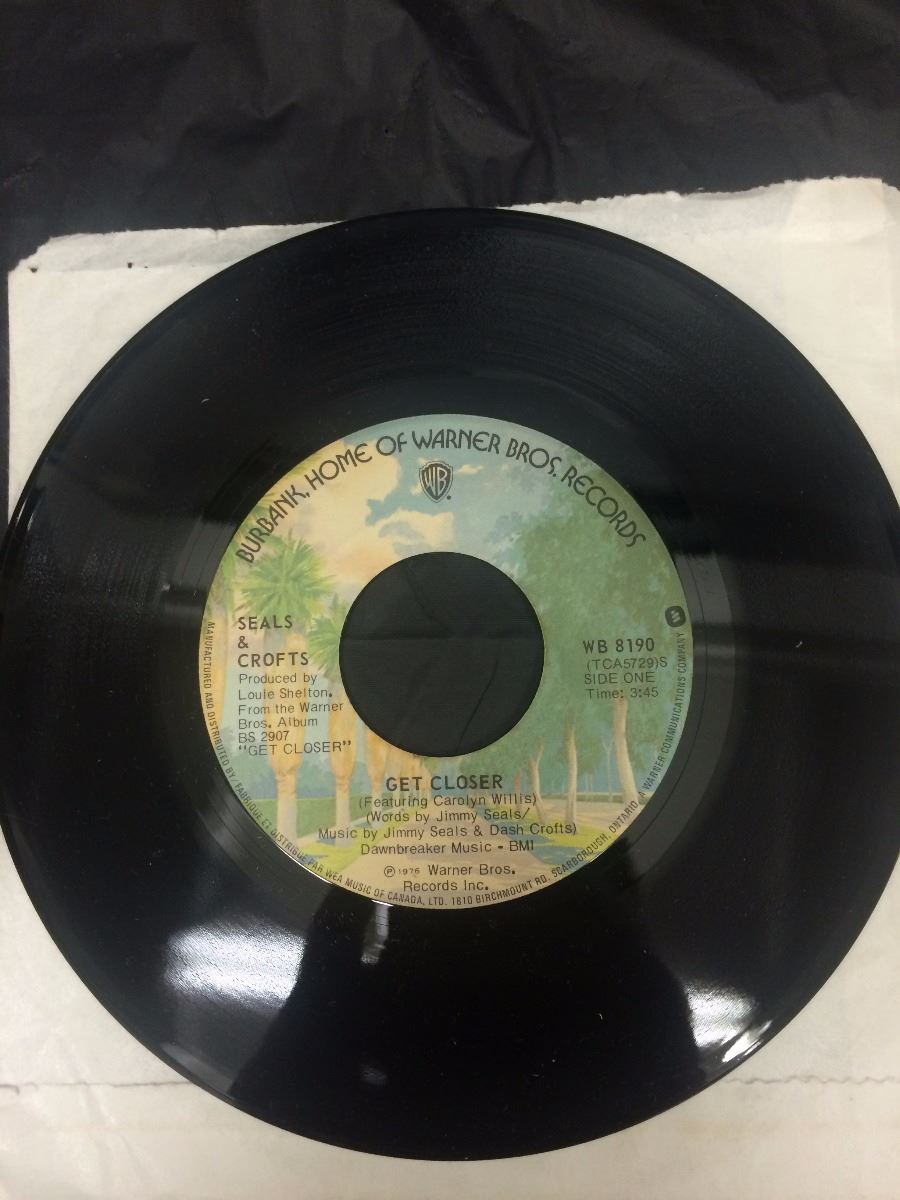 BURBANK, HOME OF WARNER BROS. RECORDS
WB
SEALS
&
CROFTS
Produced by
Louie Shelton.
From the Warner
Bros. Album
BS 2907
"GET CLOSER"
WB 8190
(TCA5729)S
SIDE ONE
Time: 3:45
GET CLOSER
(Featuring Carolyn Willis)
(Words by Jimmy Seals/
Music by Jimmy Seals & Dash Crofts)
Dawnbreaker Music - BMI
℗ 1976 Warner Bros.
Records Inc.
MANUFACTURED AND DISTRIBUTED BY/FABRIQUE ET DISTRIBUE PAR WEA MUSIC OF CANADA, LTD. 1810 BIRCHMOUNT RD. SCARBOROUGH, ONTARIO A WARNER COMMUNICATIONS COMPANY